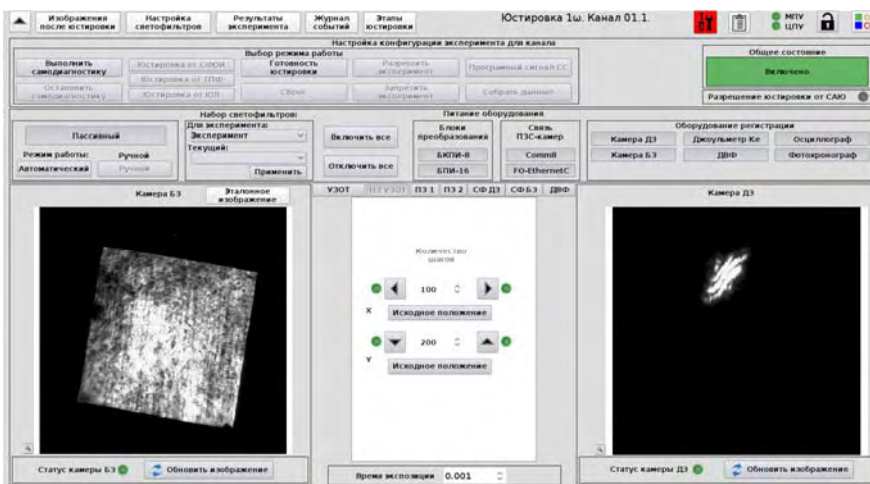 Изображения после юстировки
Настройка светофильтров
Результаты эксперимента
Журнал событий
Этапы юстировки
Юстировка 1ω. Канал 01.1.
МПУ
ЦПУ
Настройка конфигурации эксперимента для канала
Выбор режима работы
Выполнить самодиагностику
Юстировка от СФОИ
Готовность юстировки
Разрешить эксперимент
Програмный сигнал СС
Остановить самодиагностику
Юстировка от ТПФ
Юстировка от ЮЛ
Сброс
Запретить эксперимент
Собрать данные
Общее состояние
Включено
Разрешение юстировки от САЮ
Набор светофильтров:
Пассивный
Режим работы:
Ручной
Автоматический
Ручной
Для эксперимента:
Эксперимент
Текущий:
Применить
Питание оборудования
Включить все
Отключить все
Блоки преобразования
БКПИ-8
БПИ-16
Связь ПЗС-камер
Comm8
FO-EthernetC
Оборудование регистрации
Камера ДЗ
Джоульметр Ке
Осциллограф
Камера БЗ
ДВФ
Фотохронограф
Камера БЗ
Эталонное изображение
УЗОТ
ПЗ 1
ПЗ 2
СФ ДЗ
СФ БЗ
ДВФ
Камера ДЗ
Количество шагов
100
X
Исходное положение
200
Y
Исходное положение
Статус камеры БЗ
Обновить изображение
Время экспозиции
0.001
Статус камеры ДЗ
Обновить изображение